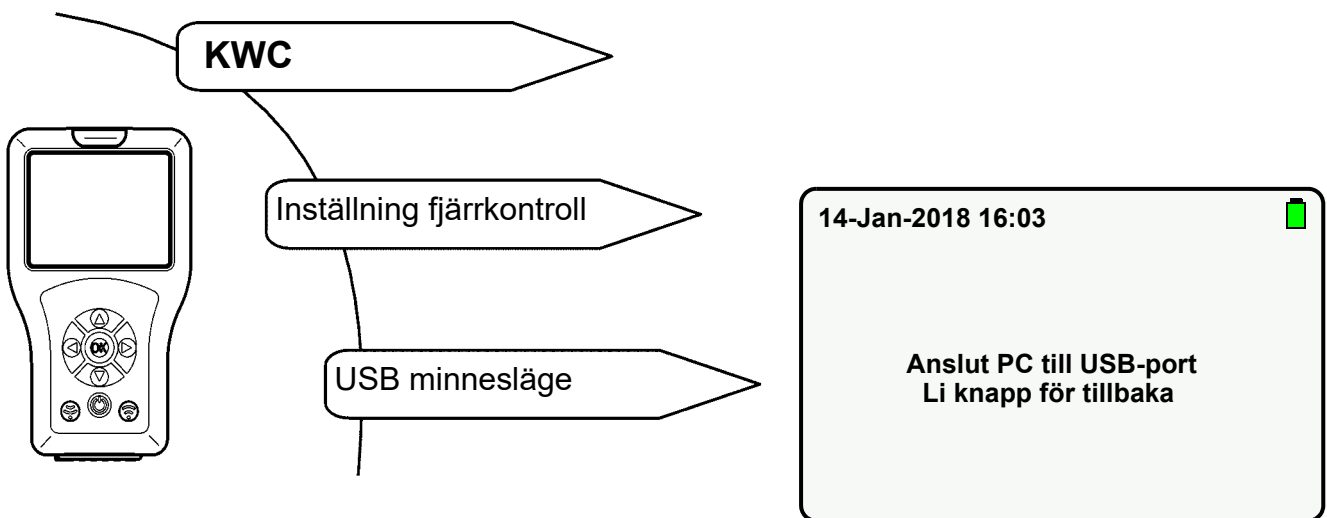 KWC
Inställning fjärrkontroll
USB minnesläge
14-Jan-2018 16:03
Anslut PC till USB-port
Li knapp för tillbaka
OK